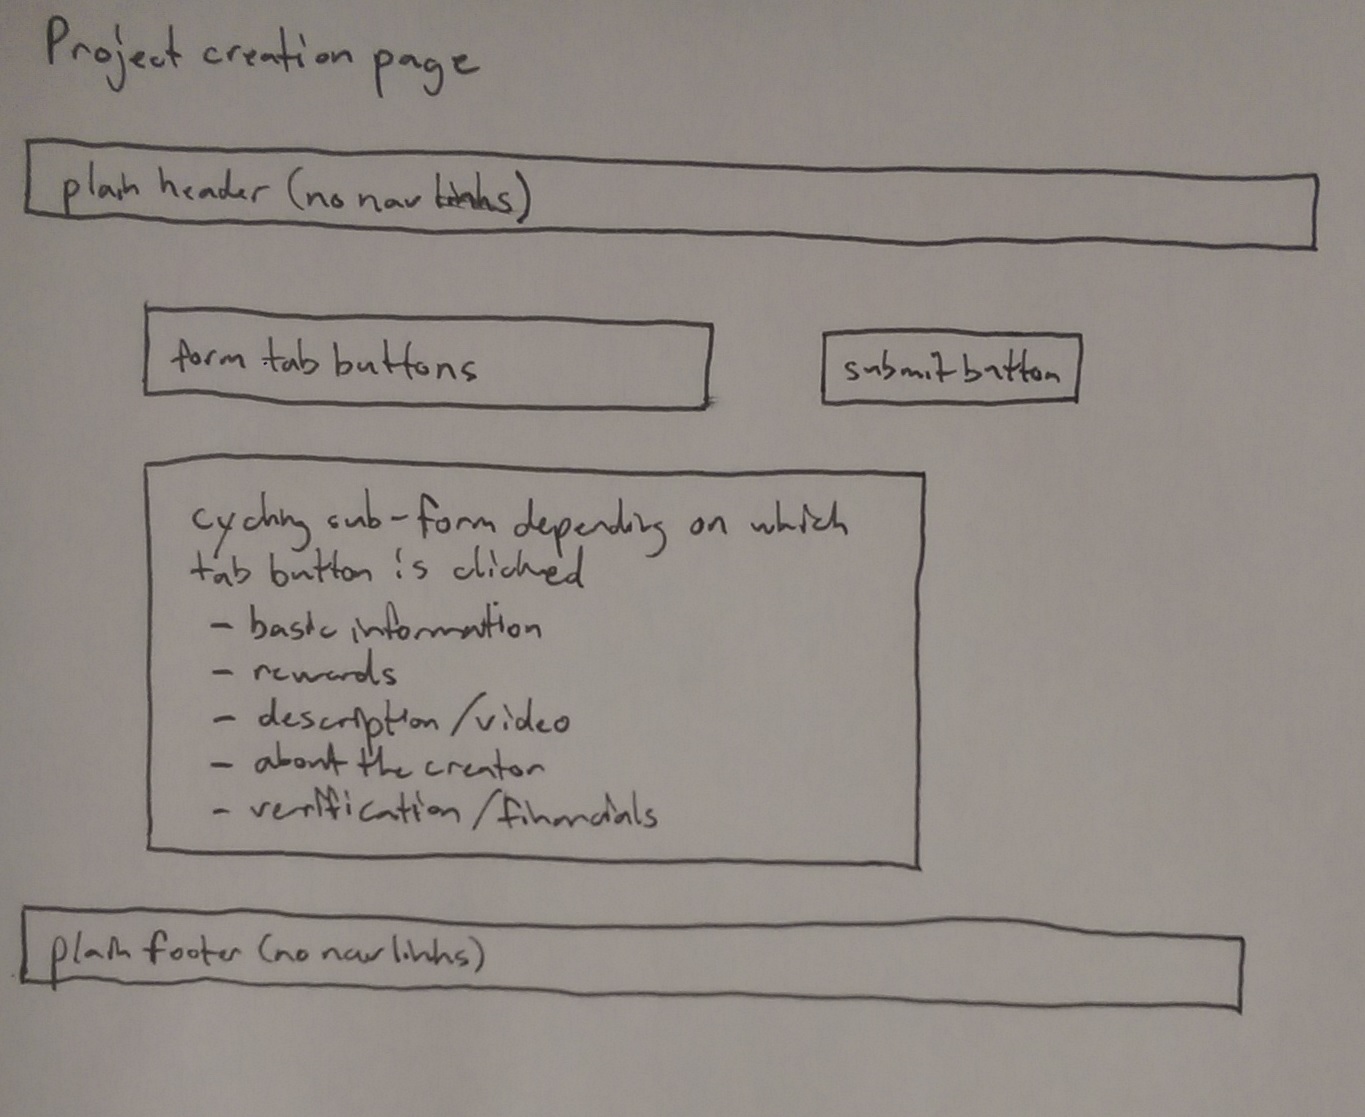 Project creation page
plain header (no nav links)
form tab buttons
submit button
cycling sub-form depending on which
tab button is clicked
- basic information
- rewards
- description/video
- about the creator
- verification/financials
plain footer (no nav links)